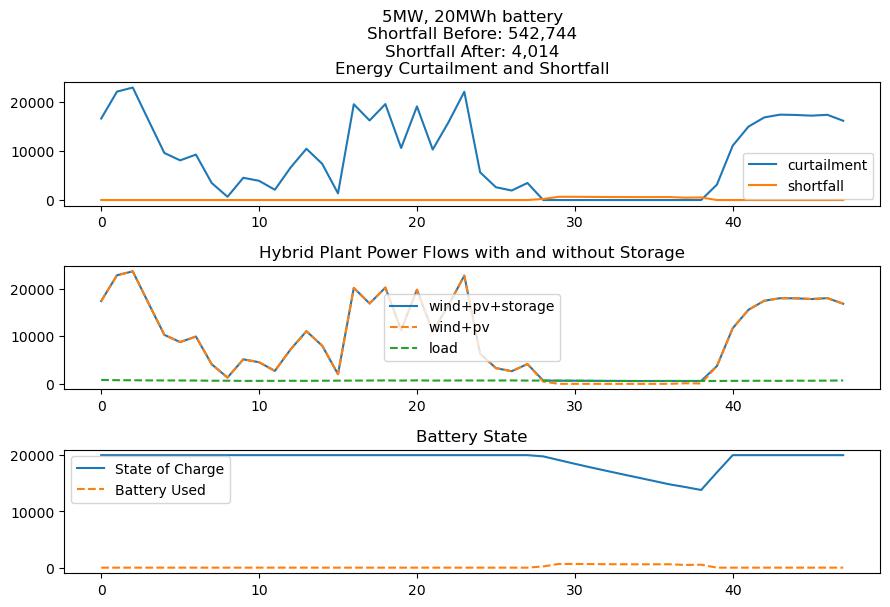 5MW, 20MWh battery
Shortfall Before: 542,744
Shortfall After: 4,014
Energy Curtailment and Shortfall
20000
10000
0
curtailment
shortfall
0 10 20 30 40
Hybrid Plant Power Flows with and without Storage
20000
10000
0
wind+pv+storage
wind+pv
load
0 10 20 30 40
Battery State
20000
10000
0
State of Charge
Battery Used
0 10 20 30 40